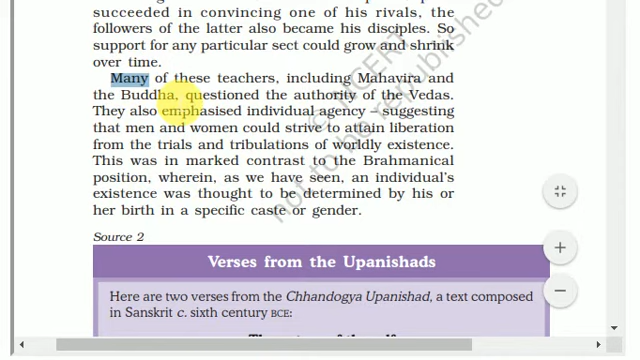 succeeded in convincing one of his rivals, the
followers of the latter also became his disciples. So
support for any particular sect could grow and shrink
over time.
Many of these teachers, including Mahavira and
the Buddha, questioned the authority of the Vedas.
They also emphasised individual agency – suggesting
that men and women could strive to attain liberation
from the trials and tribulations of worldly existence.
This was in marked contrast to the Brahmanical
position, wherein, as we have seen, an individual's
existence was thought to be determined by his or
her birth in a specific caste or gender.
© NCERT
not to be republished
Source 2
Verses from the Upanishads
Here are two verses from the Chhandogya Upanishad, a text composed
in Sanskrit c. sixth century BCE: